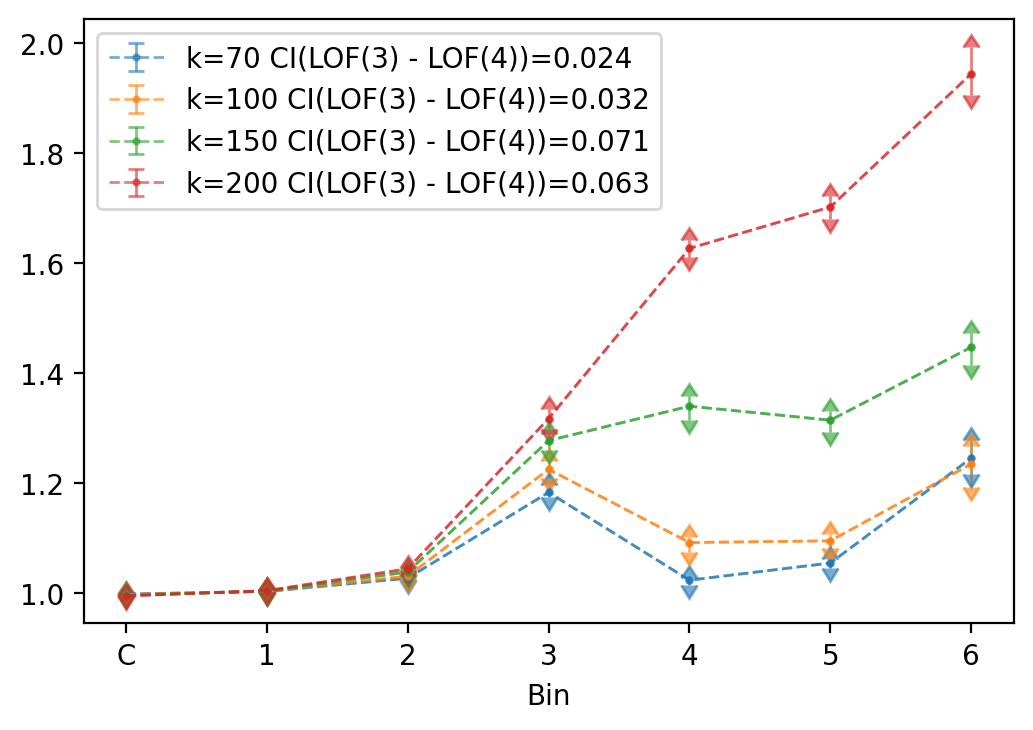 k=70 CI(LOF(3) - LOF(4))=0.024
k=100 CI(LOF(3) - LOF(4))=0.032
k=150 CI(LOF(3) - LOF(4))=0.071
k=200 CI(LOF(3) - LOF(4))=0.063
2.0
1.8
1.6
1.4
1.2
1.0
C 1 2 3 4 5 6
Bin